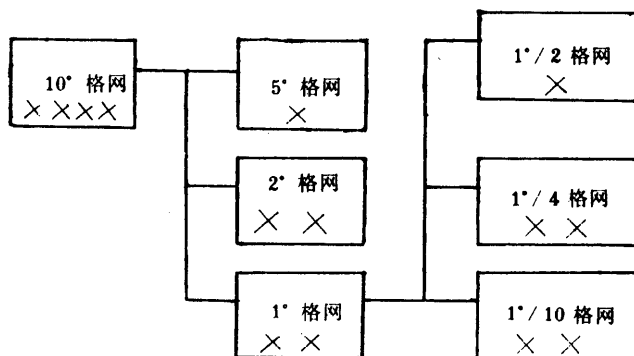 10° 格网
× ×××
5° 格网
×
2° 格网
× ×
1° 格网
× ×
1°/2 格网
×
1°/4 格网
× ×
1°/10 格网
× ×